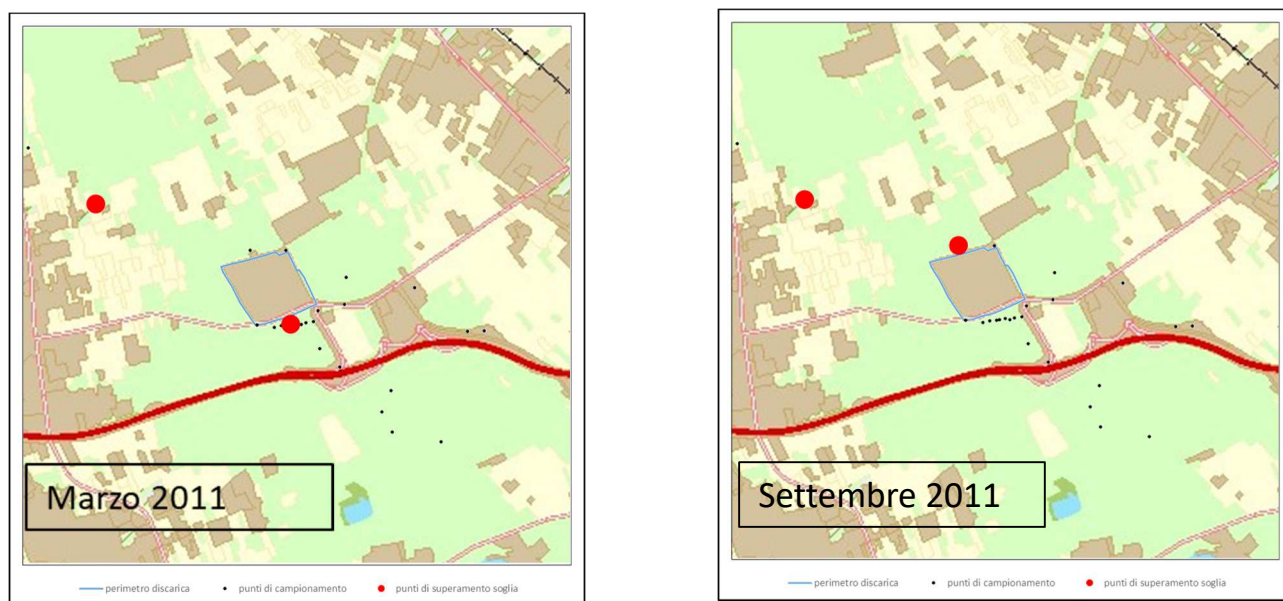 Marzo 2011
perimetro discarica punti di campionamento punti di superamento soglia
Settembre 2011
perimetro discarica punti di campionamento punti di superamento soglia